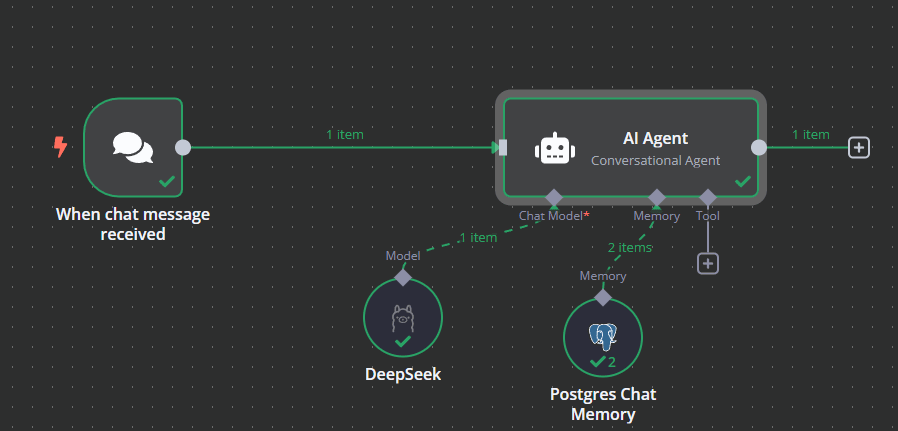 1 item
AI Agent
Conversational Agent
1 item
When chat message
received
Chat Model*
Memory
Tool
1 item
2 items
Model
Memory
DeepSeek
2
Postgres Chat
Memory